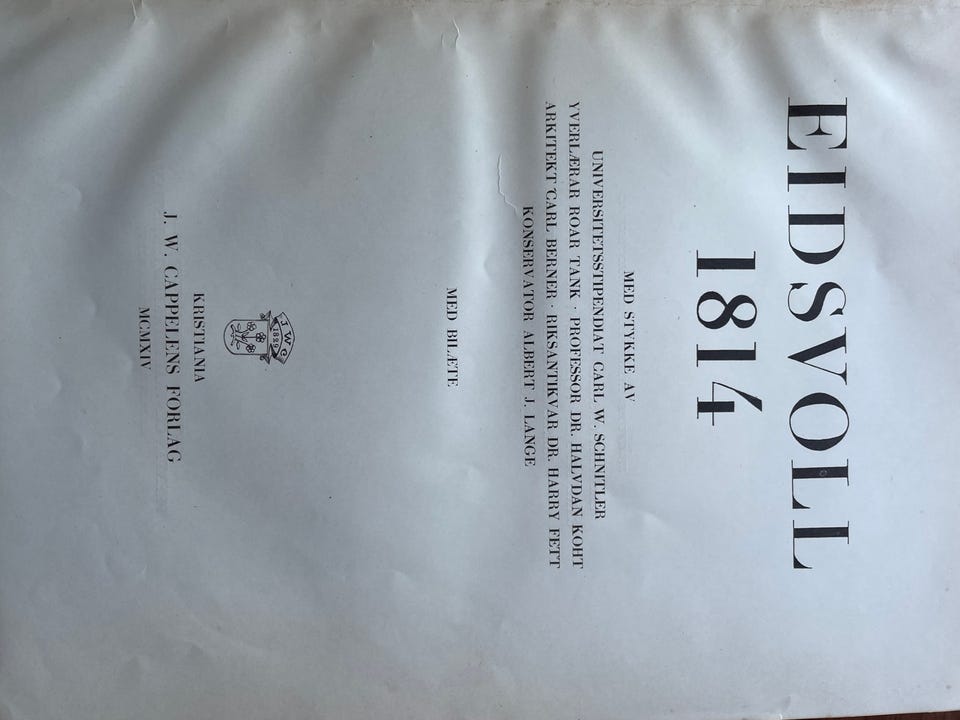 EIDSVOLL
1814
MED STYKKE AV
UNIVERSITETSSTIPENDIAT CARL W. SCHNITLER
YVERLÆRAR ROAR TANK · PROFESSOR DR. HALVDAN KOHT
ARKITEKT CARL BERNER · RIKSANTIKVAR DR. HARRY FETT
KONSERVATOR ALBERT J. LANGE
MED BILÆTE
J W C
1829
KRISTIANIA
J. W. CAPPELENS FORLAG
MCMXIV